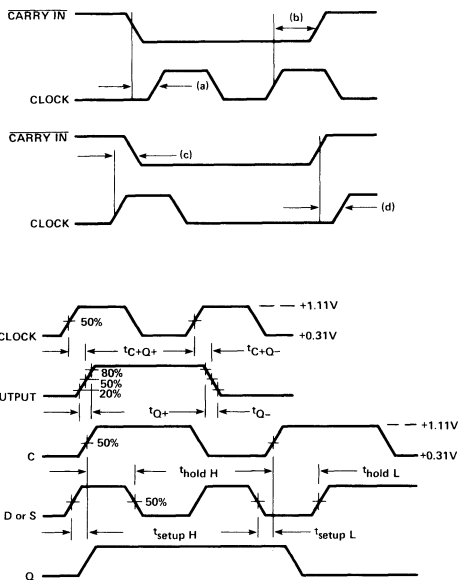 CARRY IN
(b)
(a)
CLOCK
CARRY IN
(c)
(d)
CLOCK
+1.11V
50%
CLOCK
+0.31V
tC+Q+
tC+Q−
80%
50%
20%
OUTPUT
tQ+
tQ−
+1.11V
50%
C
+0.31V
thold H
thold L
50%
D or S
tsetup H
tsetup L
Q